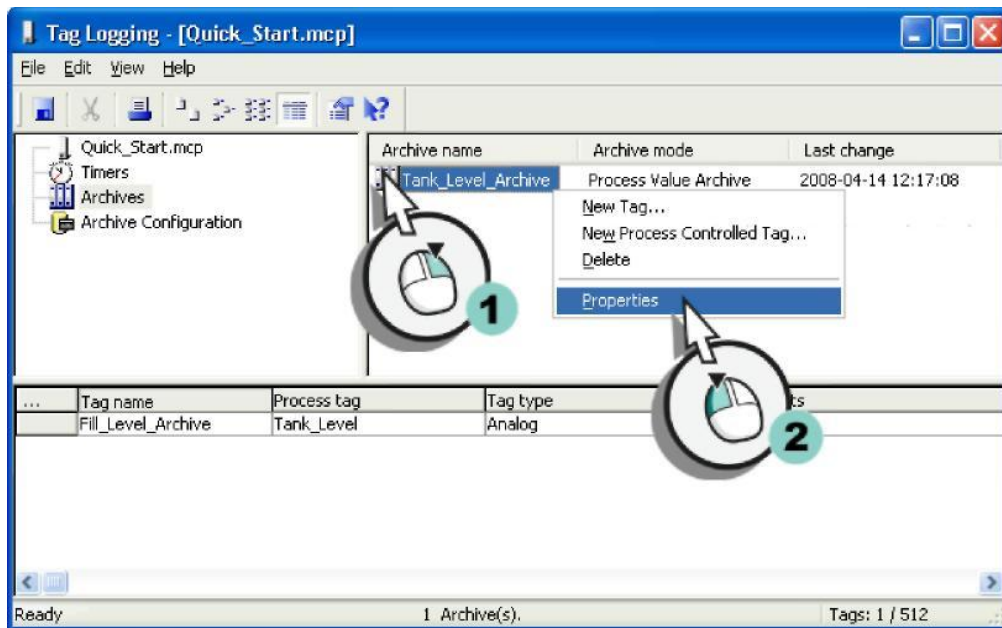 Tag Logging - [Quick_Start.mcp]
File Edit View Help
Quick_Start.mcp
Timers
Archives
Archive Configuration
Archive name Archive mode Last change
Tank_Level_Archive Process Value Archive 2008-04-14 12:17:08
New Tag...
New Process Controlled Tag...
Delete
Properties
1
2
... Tag name Process tag Tag type
Fill_Level_Archive Tank_Level Analog
Ready 1 Archive(s). Tags: 1 / 512